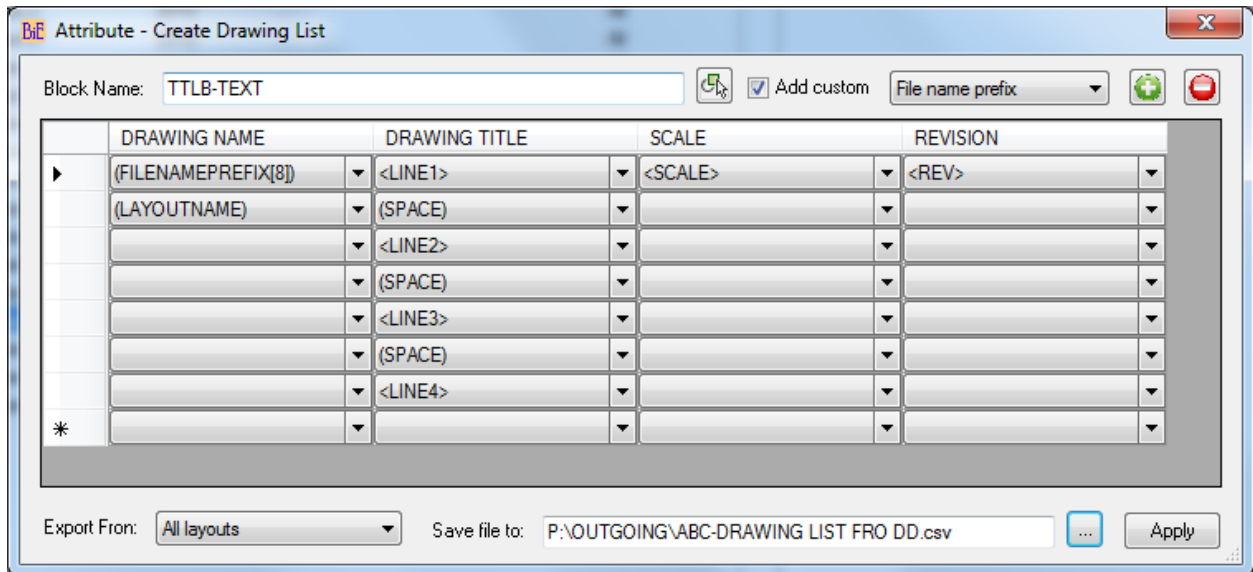 BiE Attribute - Create Drawing List
Block Name: TTLB-TEXT Add custom File name prefix
DRAWING NAME DRAWING TITLE SCALE REVISION
(FILENAMEPREFIX[8]) <LINE1> <SCALE> <REV>
(LAYOUTNAME) (SPACE)
<LINE2>
(SPACE)
<LINE3>
(SPACE)
<LINE4>
Export Fron: All layouts Save file to: P:\OUTGOING\ABC-DRAWING LIST FRO DD.csv ... Apply